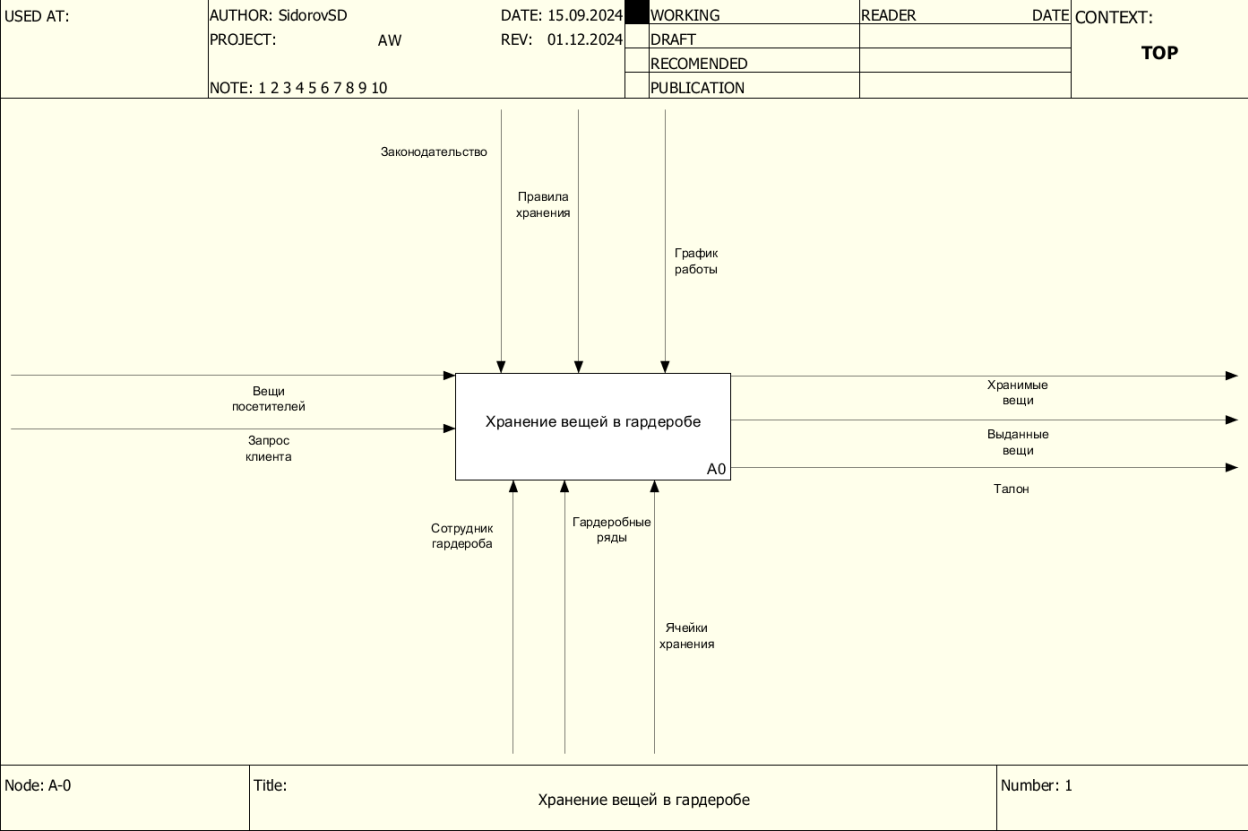 USED AT:
AUTHOR: SidorovSD
DATE: 15.09.2024
PROJECT: AW
REV: 01.12.2024
NOTE: 1 2 3 4 5 6 7 8 9 10
WORKING
DRAFT
RECOMENDED
PUBLICATION
READER DATE
CONTEXT:
TOP
Законодательство
Правила
хранения
График
работы
Вещи
посетителей
Запрос
клиента
Хранение вещей в гардеробе
A0
Хранимые
вещи
Выданные
вещи
Талон
Сотрудник
гардероба
Гардеробные
ряды
Ячейки
хранения
Node: A-0
Title:
Хранение вещей в гардеробе
Number: 1